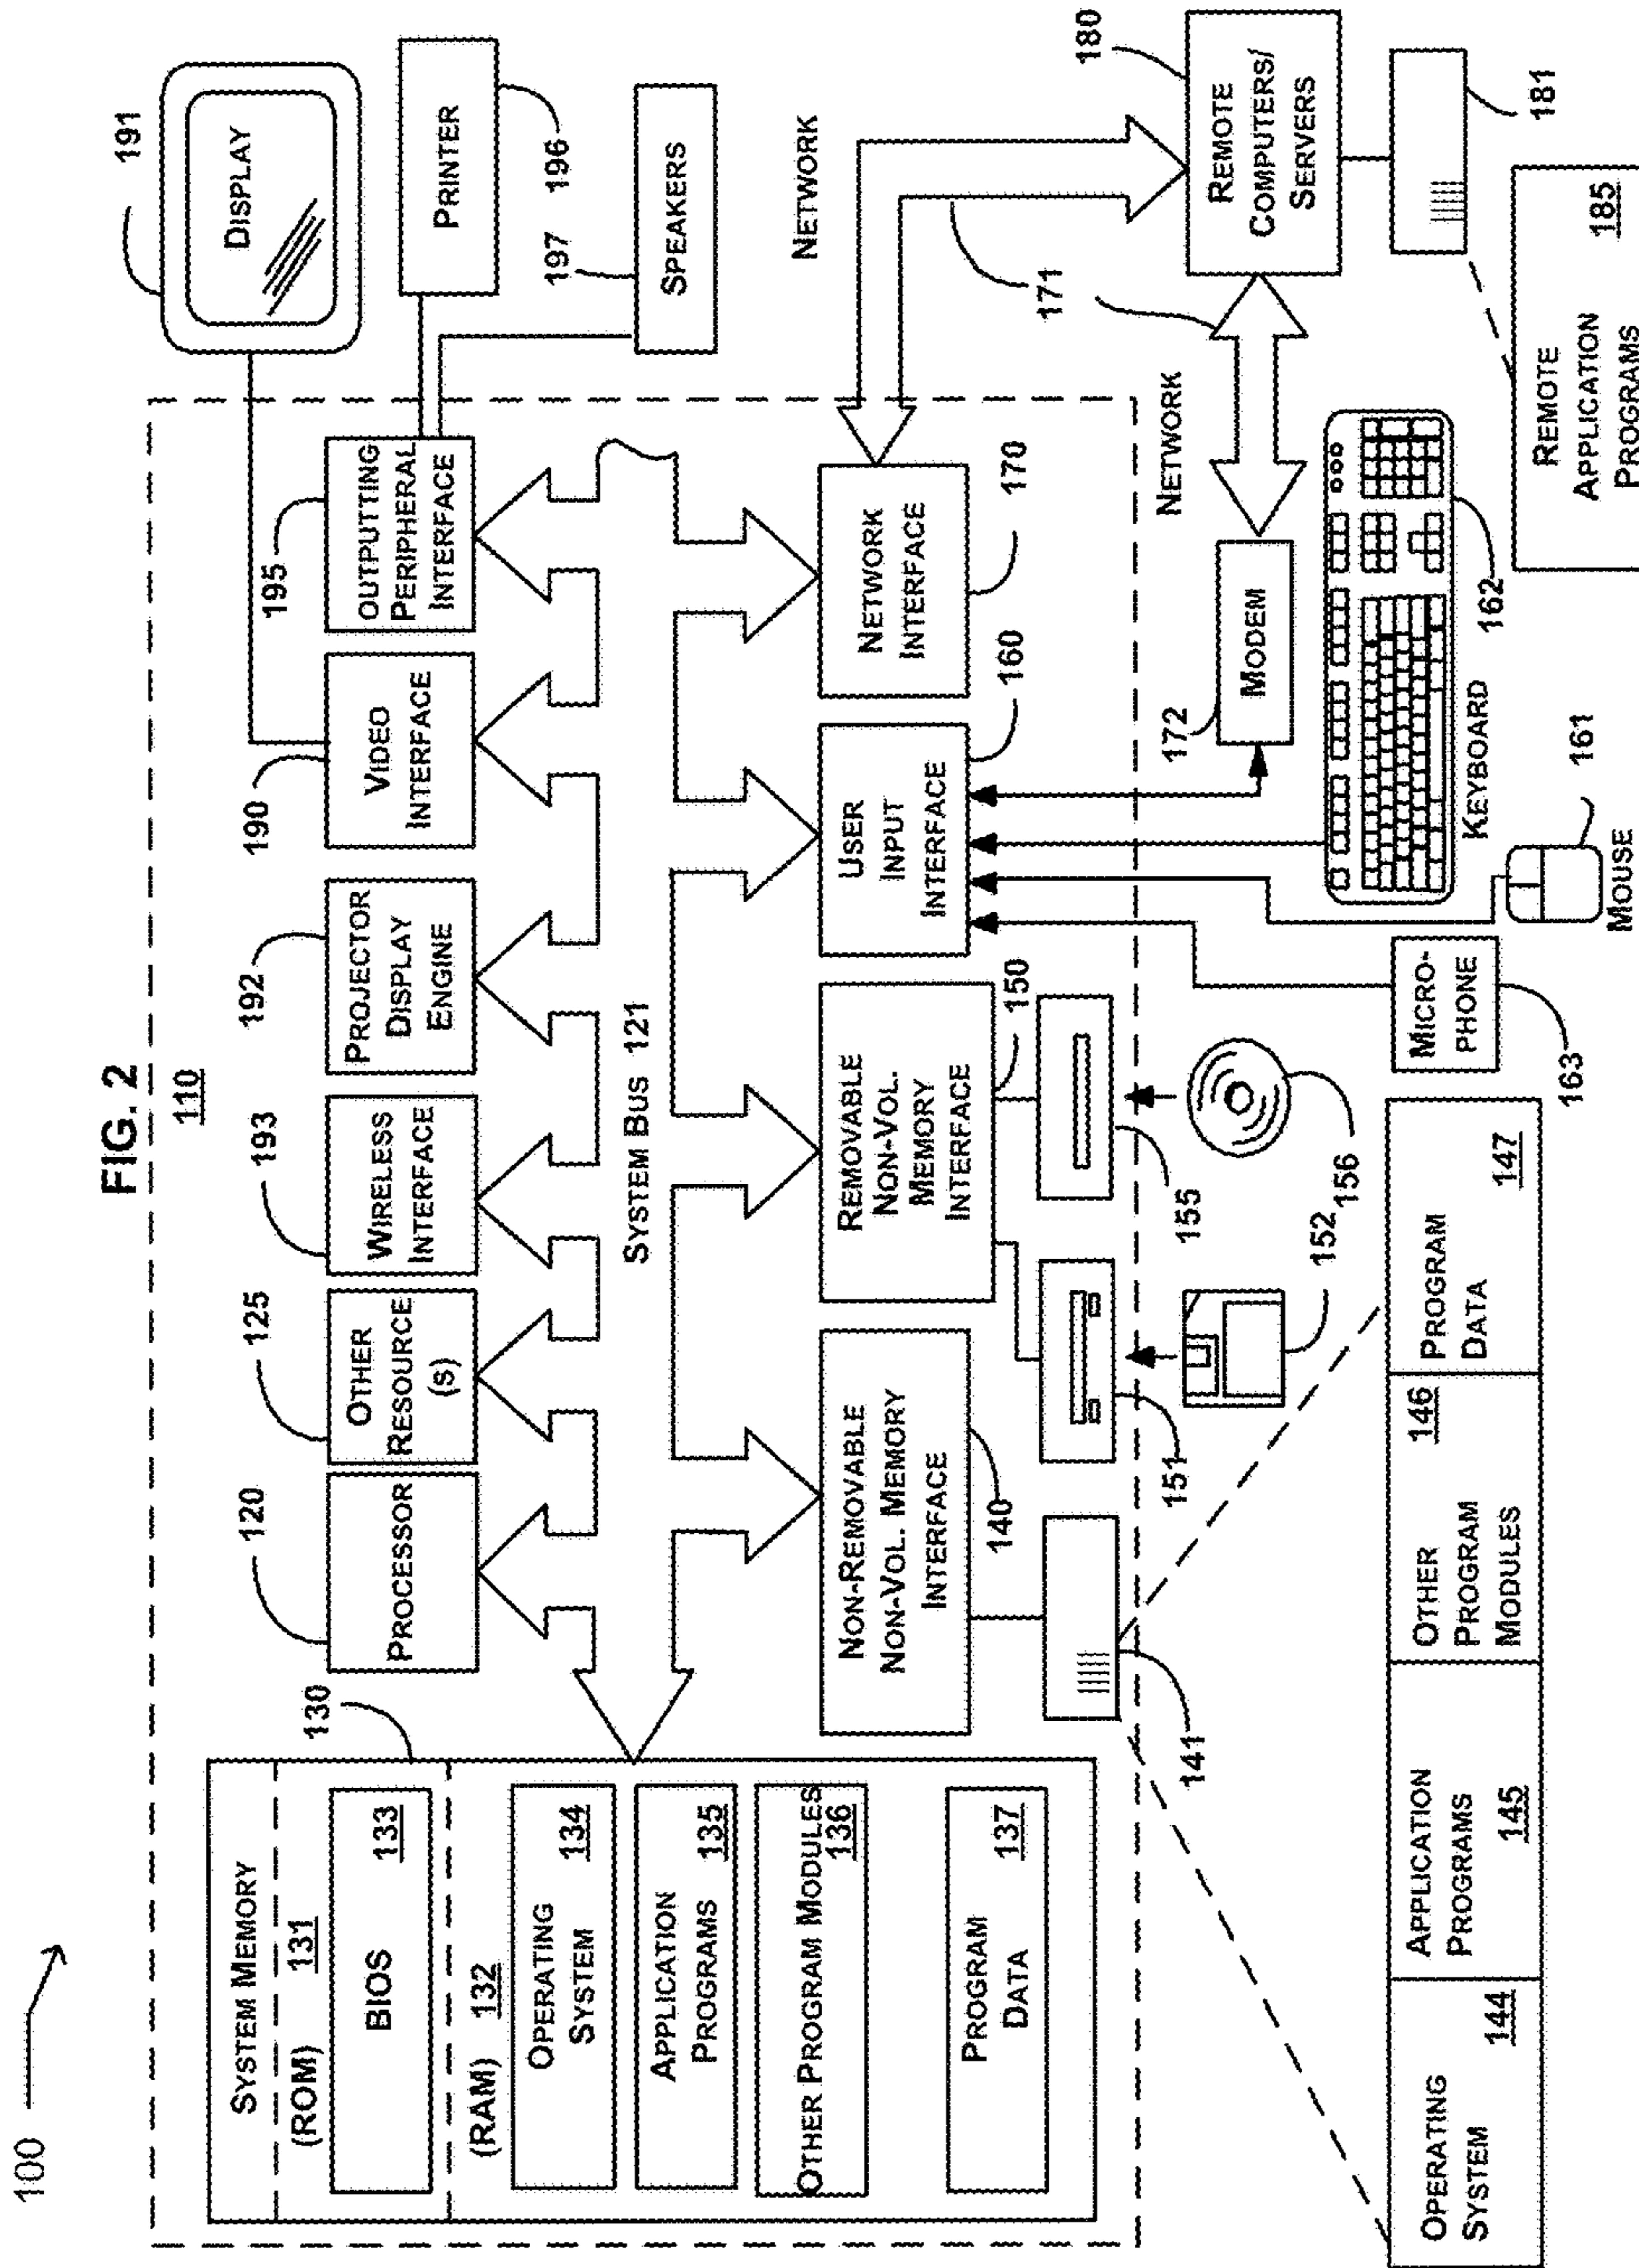 100
FIG. 2
110
SYSTEM MEMORY
(ROM) 131
BIOS 133
(RAM) 132
OPERATING
SYSTEM 134
APPLICATION
PROGRAMS 135
OTHER PROGRAM MODULES
136
PROGRAM
DATA 137
130
120
PROCESSOR
125
OTHER
RESOURCE
(S)
193
WIRELESS
INTERFACE
192
PROJECTOR
DISPLAY
ENGINE
190
VIDEO
INTERFACE
195
OUTPUTTING
PERIPHERAL
INTERFACE
191
DISPLAY
PRINTER
196
197
SPEAKERS
SYSTEM BUS 121
NON-REMOVABLE
NON-VOL. MEMORY
INTERFACE
140
REMOVABLE
NON-VOL.
MEMORY
INTERFACE
150
USER
INPUT
INTERFACE
160
NETWORK
INTERFACE
170
NETWORK
171
141
151
152
155
156
172
MODEM
NETWORK
REMOTE
COMPUTERS/
SERVERS
180
181
MICRO-
PHONE
163
MOUSE
161
KEYBOARD
162
REMOTE
APPLICATION
PROGRAMS
185
OPERATING
SYSTEM 144
APPLICATION
PROGRAMS
145
OTHER 146
PROGRAM
MODULES
PROGRAM
DATA 147